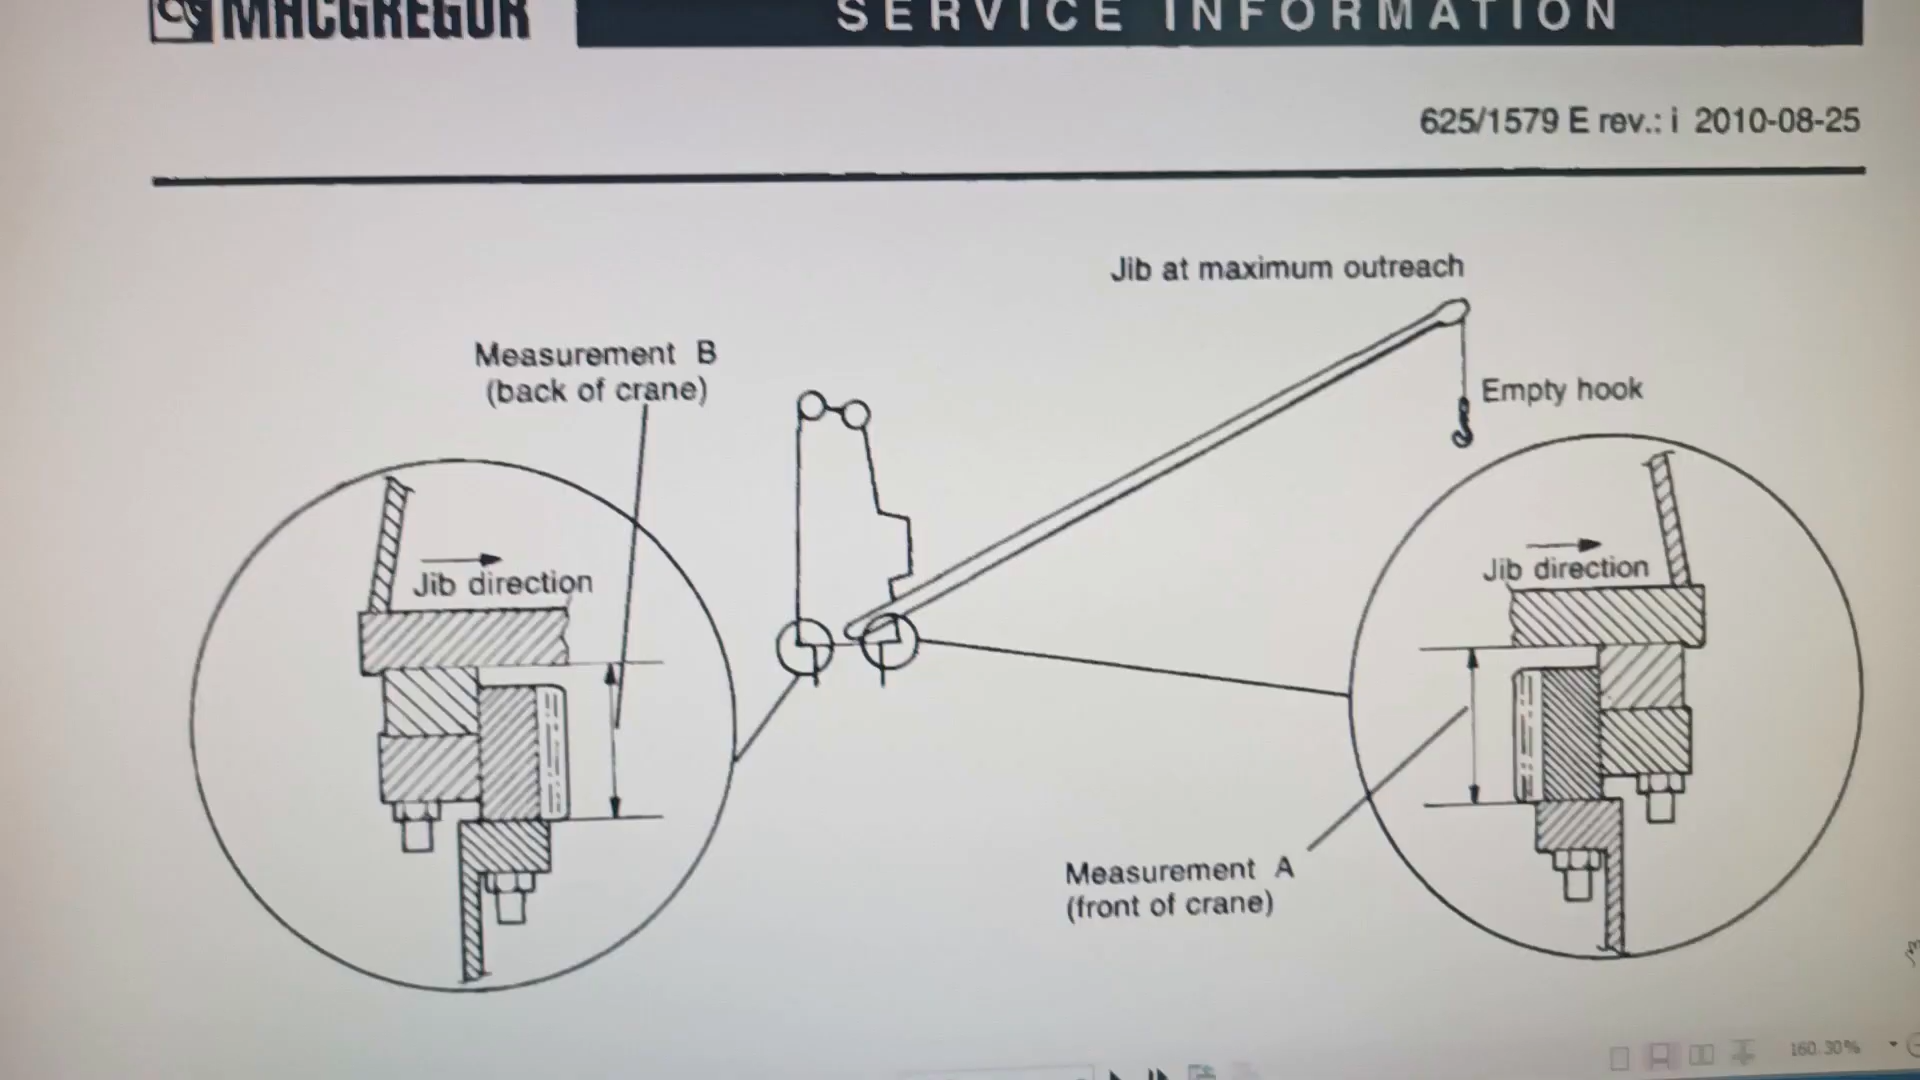 MACGREGOR
SERVICE INFORMATION
625/1579 E rev.: i 2010-08-25
Jib at maximum outreach
Measurement B
(back of crane)
Empty hook
Jib direction
Jib direction
Measurement A
(front of crane)
160.30%